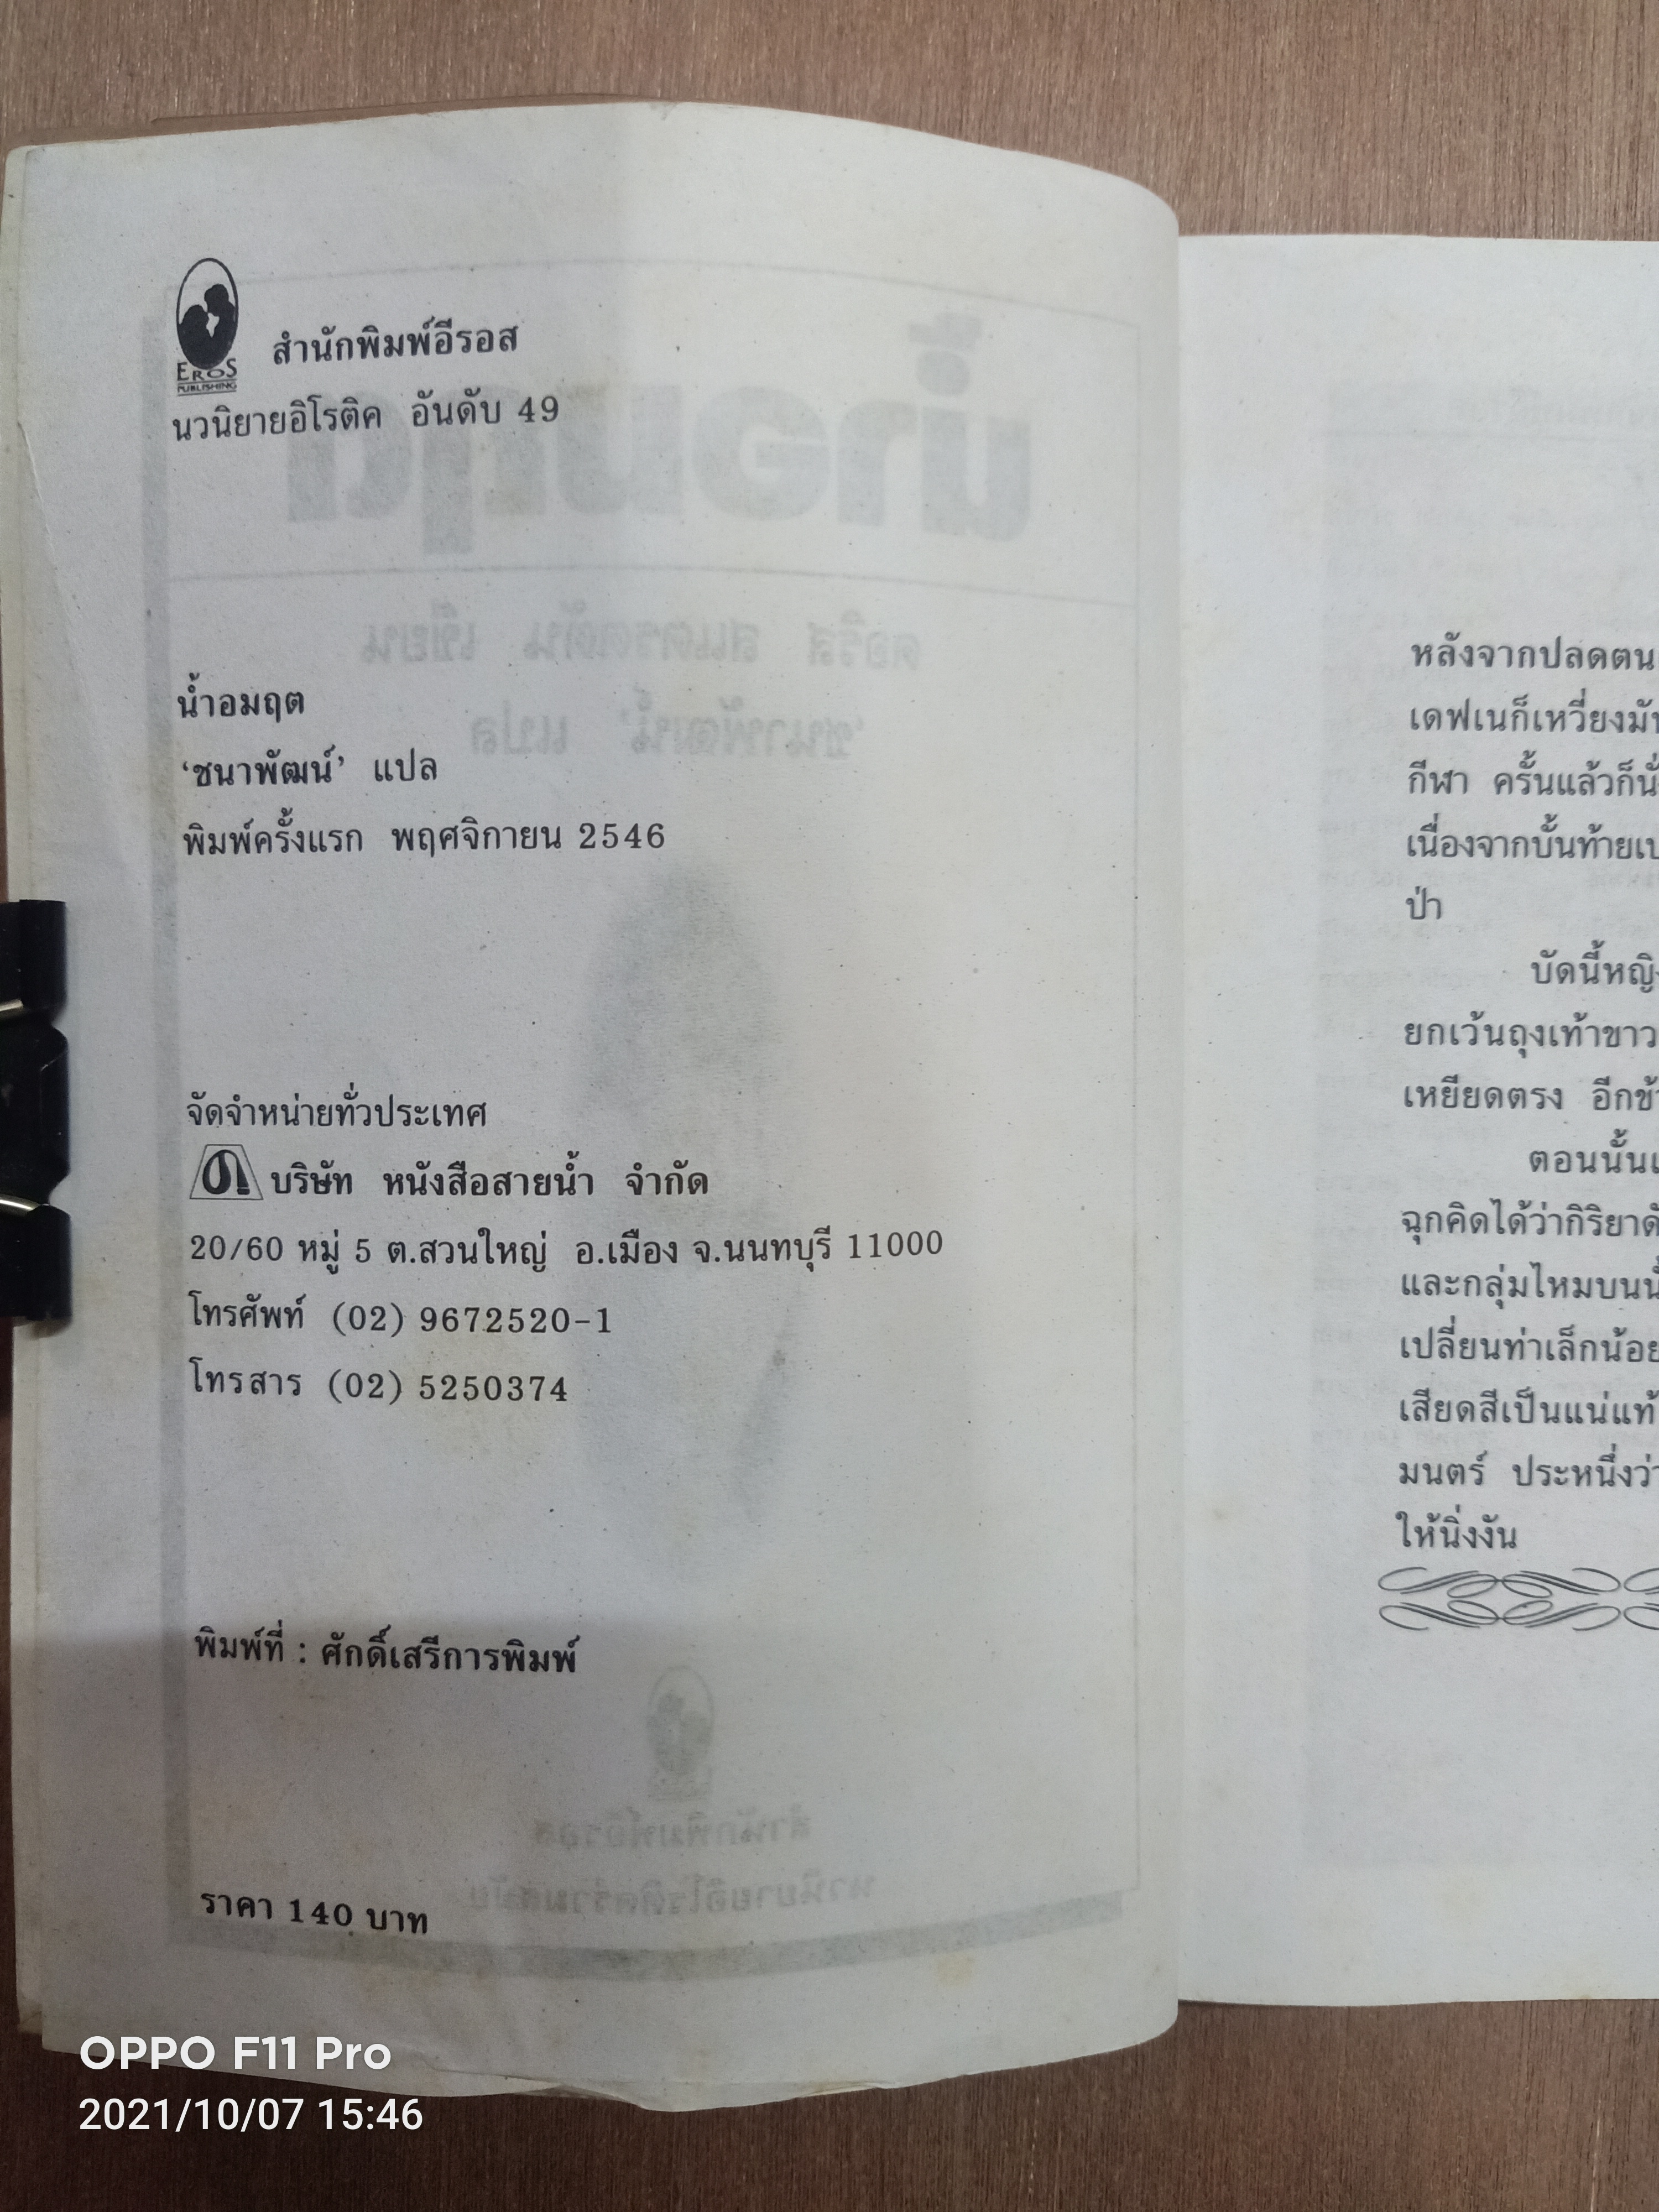 EROS
PUBLISHING
สำนักพิมพ์อีรอส
นวนิยายอิโรติค อันดับ 49
น้ำอมฤต
‘ชนาพัฒน์’ แปล
พิมพ์ครั้งแรก พฤศจิกายน 2546
จัดจำหน่ายทั่วประเทศ
บริษัท หนังสือสายน้ำ จำกัด
20/60 หมู่ 5 ต.สวนใหญ่ อ.เมือง จ.นนทบุรี 11000
โทรศัพท์ (02) 9672520-1
โทรสาร (02) 5250374
พิมพ์ที่ : ศักดิ์เสรีการพิมพ์
ราคา 140 บาท
หลังจากปลดตน
เดฟเนก็เหวี่ยงมัน
กีฬา ครั้นแล้วก็นั่
เนื่องจากบั้นท้ายเป
ป่า
บัดนี้หญิง
ยกเว้นถุงเท้าขาว
เหยียดตรง อีกข้า
ตอนนั้นเ
ฉุกคิดได้ว่ากิริยาดั
และกลุ่มไหมบนนั้
เปลี่ยนท่าเล็กน้อย
เสียดสีเป็นแน่แท้
มนตร์ ประหนึ่งว่า
ให้นิ่งงัน
OPPO F11 Pro
2021/10/07 15:46